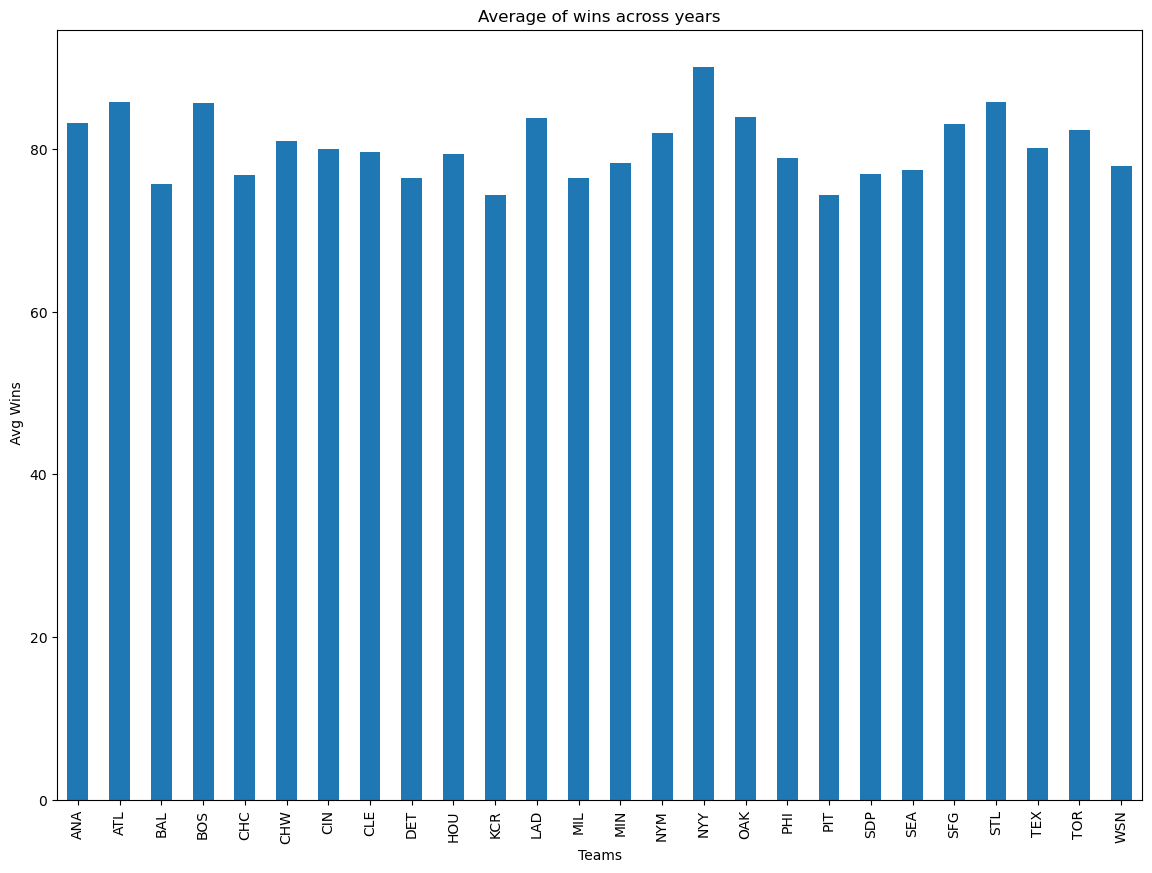 Average of wins across years
Avg Wins
80
60
40
20
0
ANA ATL BAL BOS CHC CHW CIN CLE DET HOU KCR LAD MIL MIN NYM NYY OAK PHI PIT SDP SEA SFG STL TEX TOR WSN
Teams